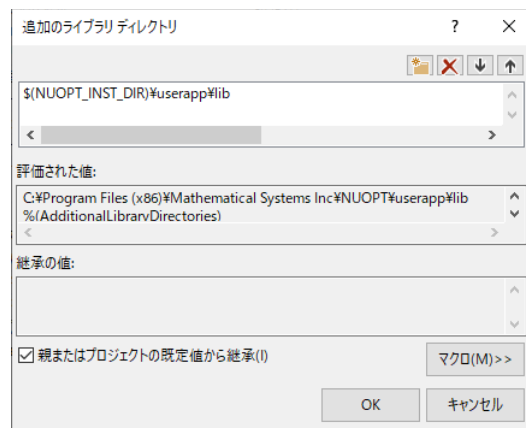 追加のライブラリ ディレクトリ
$(NUOPT_INST_DIR)¥userapp¥lib
評価された値:
C:¥Program Files (x86)¥Mathematical Systems Inc¥NUOPT¥userapp¥lib
%(AdditionalLibraryDirectories)
継承の値:
親またはプロジェクトの既定値から継承(I)
マクロ(M)>>
OK
キャンセル